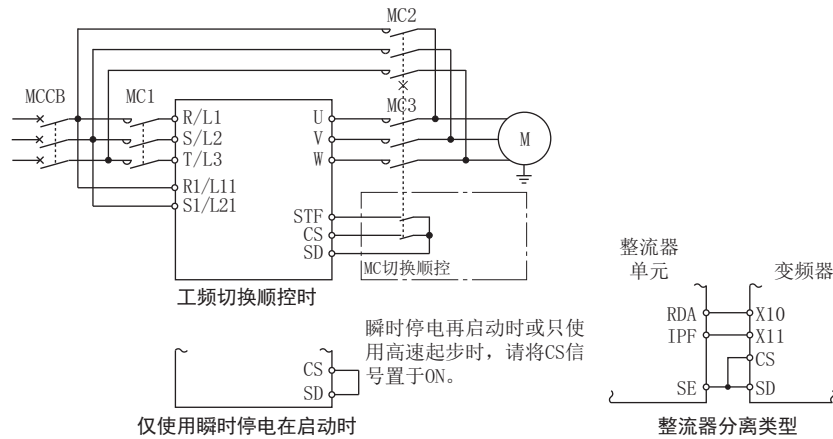 MC2
MCCB
MC1
MC3
R/L1
S/L2
T/L3
R1/L11
S1/L21
U
V
W
M
STF
CS
SD
MC切换顺控
工频切换顺控时
CS
SD
瞬时停电再启动时或只使
用高速起步时，请将CS信
号置于ON。
仅使用瞬时停电在启动时
整流器
单元
变频器
RDA
IPF
SE
X10
X11
CS
SD
整流器分离类型